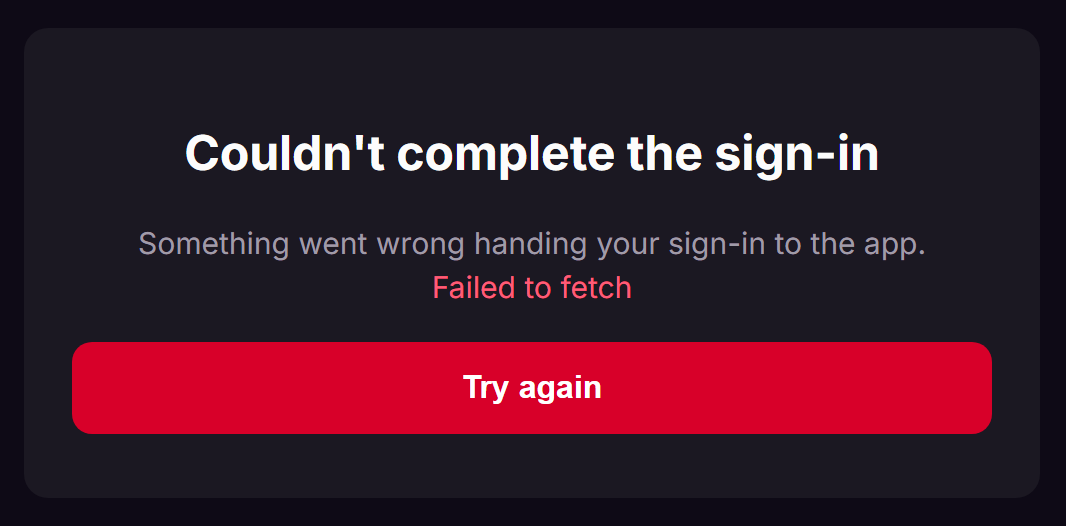 Couldn't complete the sign-in
Something went wrong handing your sign-in to the app.
Failed to fetch
Try again